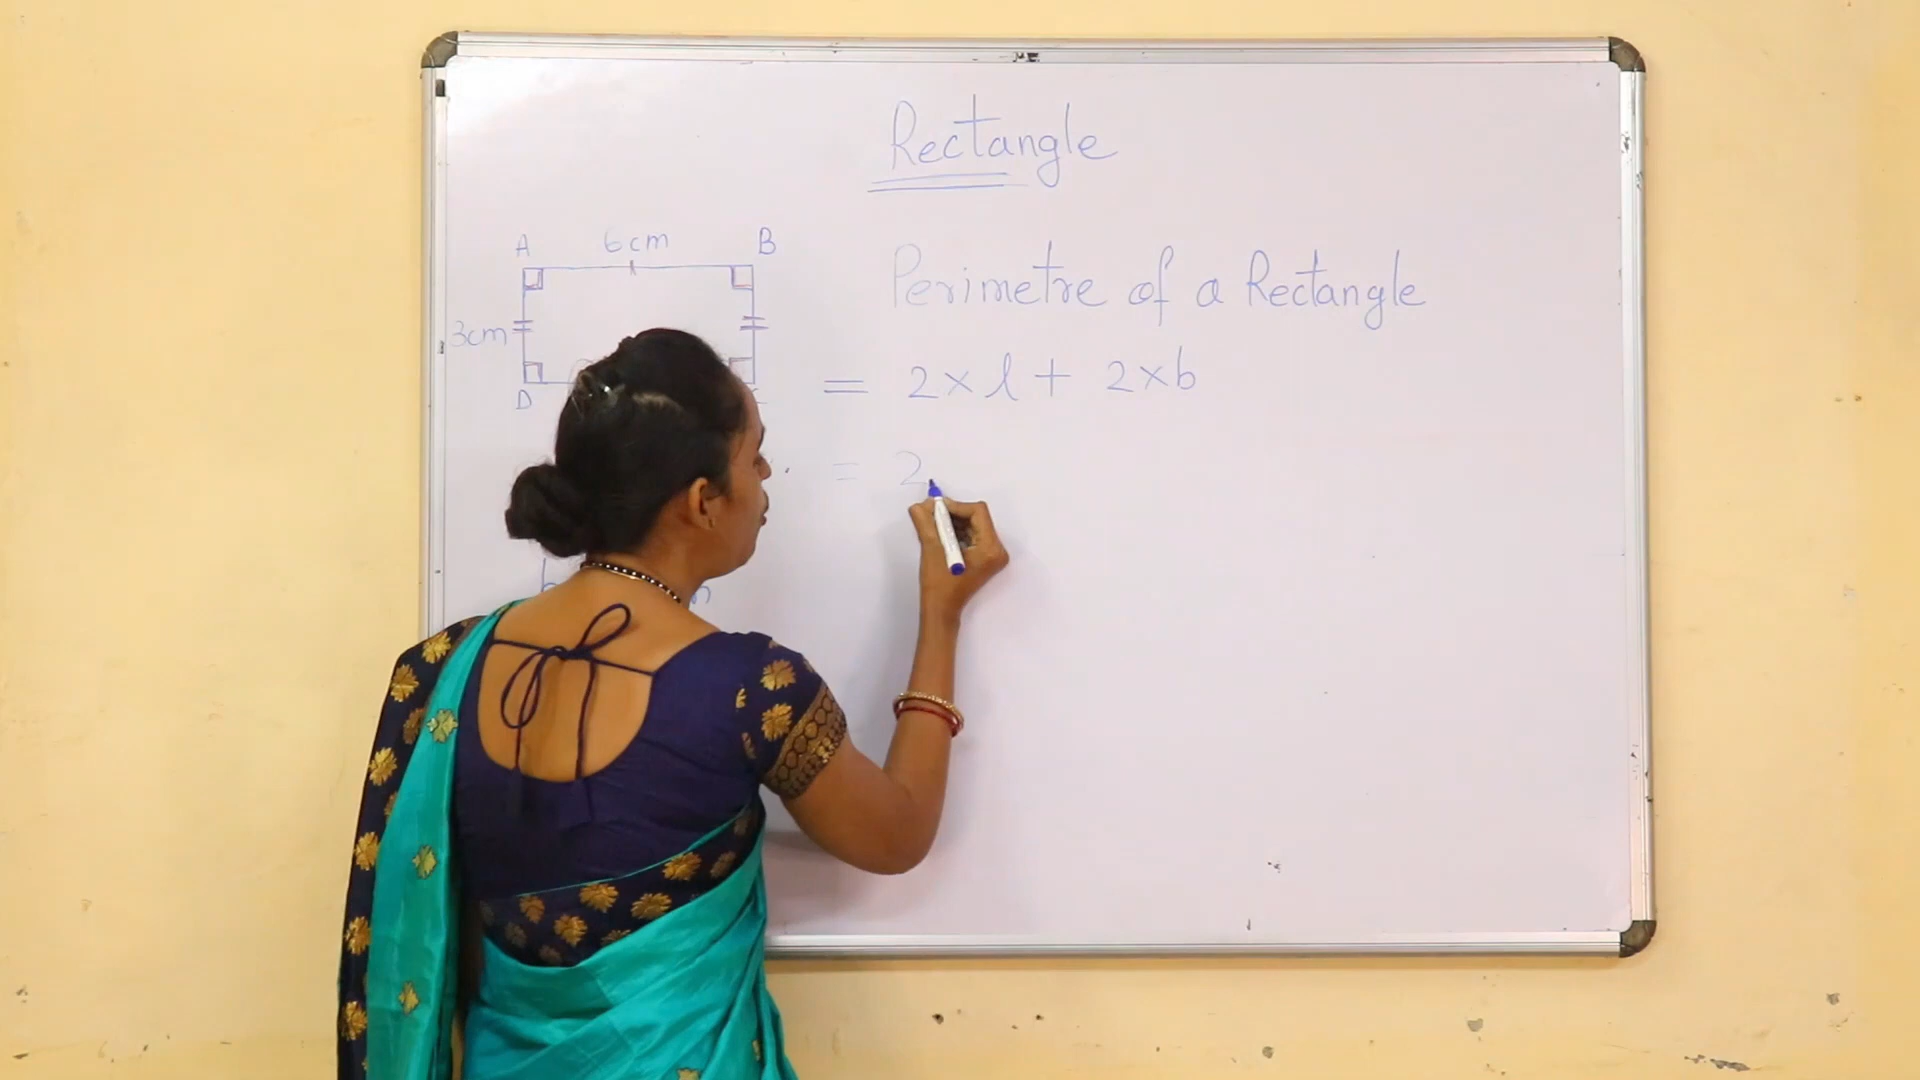 Rectangle
A 6cm B
3cm
D
Perimetre of a Rectangle
= 2×l + 2×b
= 2